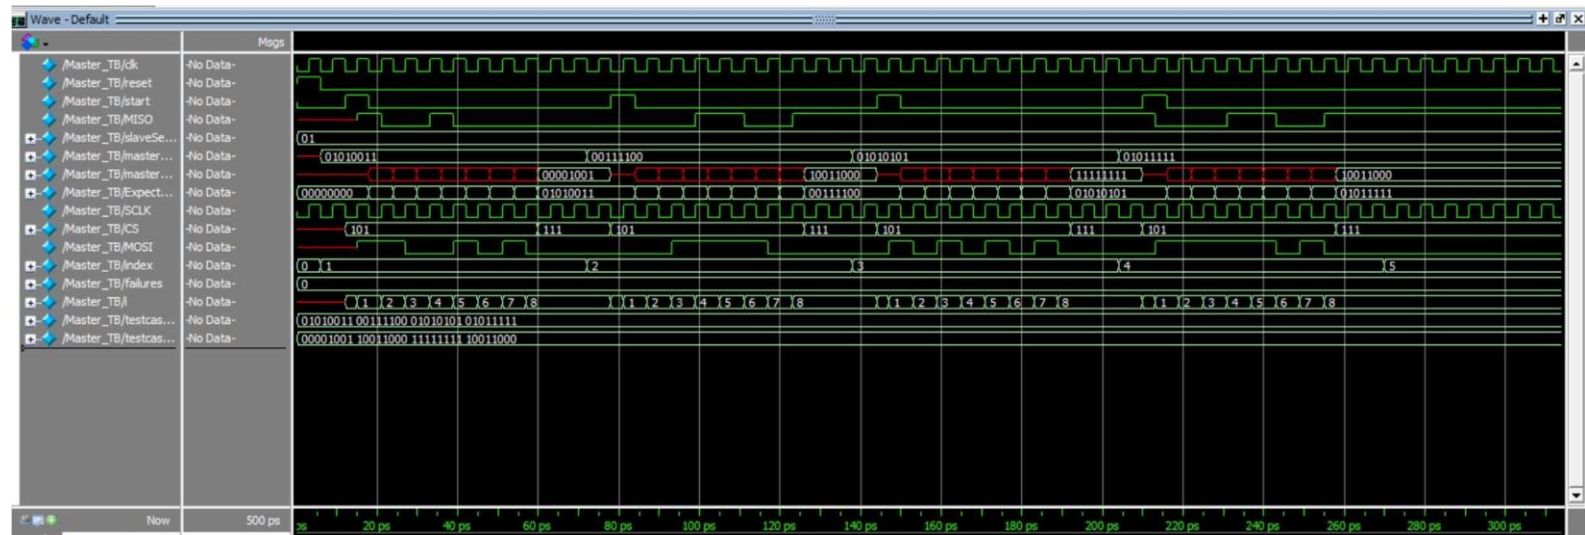 Wave - Default
Msgs
/Master_TB/clk -No Data-
/Master_TB/reset -No Data-
/Master_TB/start -No Data-
/Master_TB/MISO -No Data-
/Master_TB/slaveSe... -No Data- 01
/Master_TB/master... -No Data- 01010011 00111100 01010101 01011111
/Master_TB/master... -No Data- 00001001 10011000 11111111 10011000
/Master_TB/Expect... -No Data- 00000000 01010011 00111100 01010101 01011111
/Master_TB/SCLK -No Data-
/Master_TB/CS -No Data- 101 111 101 111 101 111 101 111
/Master_TB/MOSI -No Data-
/Master_TB/index -No Data- 0 1 2 3 4 5
/Master_TB/failures -No Data- 0
/Master_TB/i -No Data- 1 2 3 4 5 6 7 8 1 2 3 4 5 6 7 8 1 2 3 4 5 6 7 8 1 2 3 4 5 6 7 8
/Master_TB/testcas... -No Data- 01010011 00111100 01010101 01011111
/Master_TB/testcas... -No Data- 00001001 10011000 11111111 10011000
Now 500 ps ps 20 ps 40 ps 60 ps 80 ps 100 ps 120 ps 140 ps 160 ps 180 ps 200 ps 220 ps 240 ps 260 ps 280 ps 300 ps